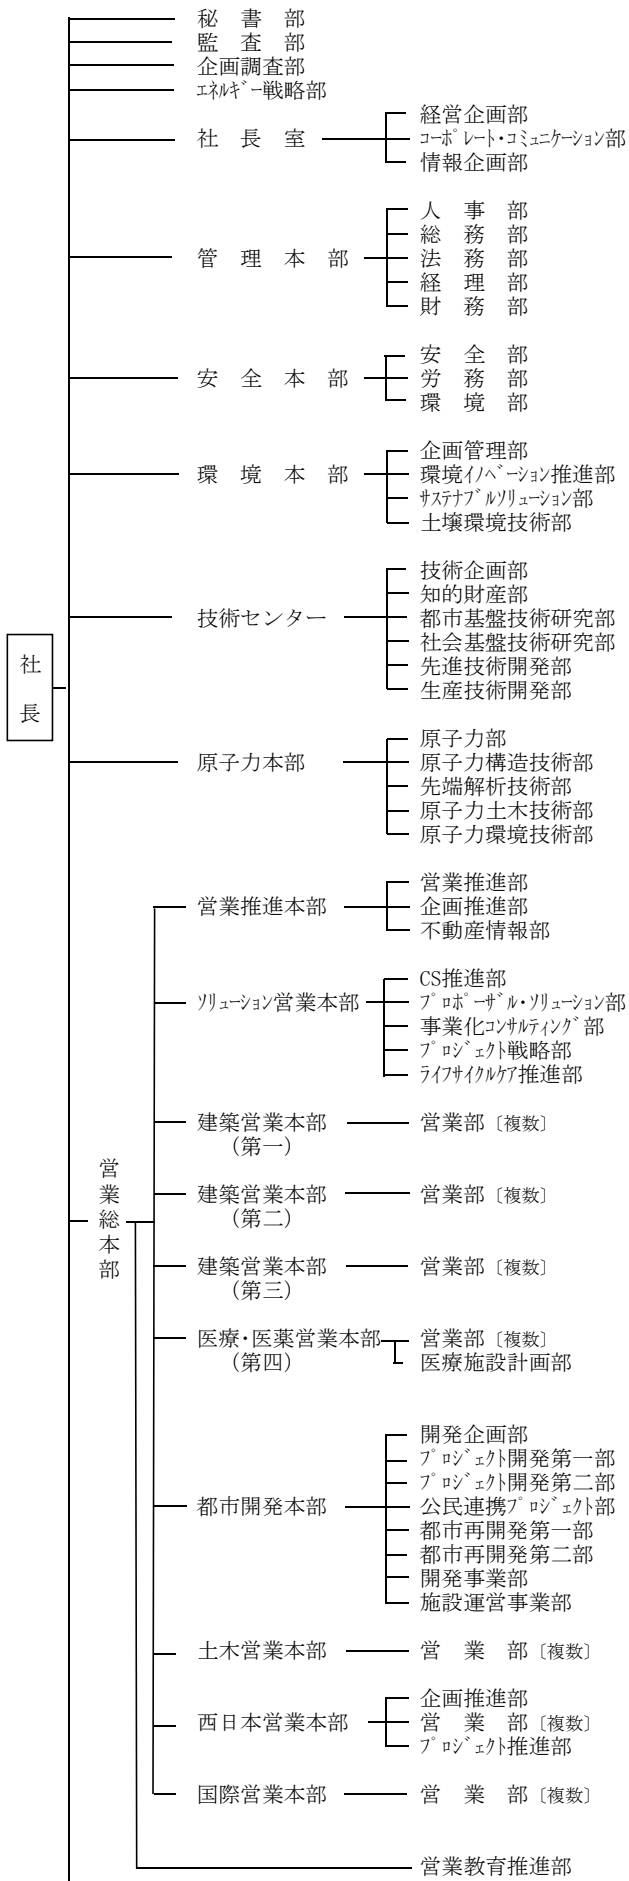 秘書部
監査部
企画調査部
ｴﾈﾙｷﾞｰ戦略部
社長室
経営企画部
ｺｰﾎﾟﾚｰﾄ・ｺﾐｭﾆｹｰｼｮﾝ部
情報企画部
管理本部
人事部
総務部
法務部
経理部
財務部
安全本部
安全部
労務部
環境部
環境本部
企画管理部
環境ｲﾉﾍﾞｰｼｮﾝ推進部
ｻｽﾃﾅﾌﾞﾙｿﾘｭｰｼｮﾝ部
土壌環境技術部
技術センター
技術企画部
知的財産部
都市基盤技術研究部
社会基盤技術研究部
先進技術開発部
生産技術開発部
社長
原子力本部
原子力部
原子力構造技術部
先端解析技術部
原子力土木技術部
原子力環境技術部
営業総本部
営業推進本部
営業推進部
企画推進部
不動産情報部
ｿﾘｭｰｼｮﾝ営業本部
CS推進部
ﾌﾟﾛﾎﾟｰｻﾞﾙ・ｿﾘｭｰｼｮﾝ部
事業化ｺﾝｻﾙﾃｨﾝｸﾞ部
ﾌﾟﾛｼﾞｪｸﾄ戦略部
ﾗｲﾌｻｲｸﾙｹｱ推進部
建築営業本部
（第一）
営業部〔複数〕
建築営業本部
（第二）
営業部〔複数〕
建築営業本部
（第三）
営業部〔複数〕
医療・医薬営業本部
（第四）
営業部〔複数〕
医療施設計画部
都市開発本部
開発企画部
ﾌﾟﾛｼﾞｪｸﾄ開発第一部
ﾌﾟﾛｼﾞｪｸﾄ開発第二部
公民連携ﾌﾟﾛｼﾞｪｸﾄ部
都市再開発第一部
都市再開発第二部
開発事業部
施設運営事業部
土木営業本部
営業部〔複数〕
西日本営業本部
企画推進部
営業部〔複数〕
ﾌﾟﾛｼﾞｪｸﾄ推進部
国際営業本部
営業部〔複数〕
営業教育推進部